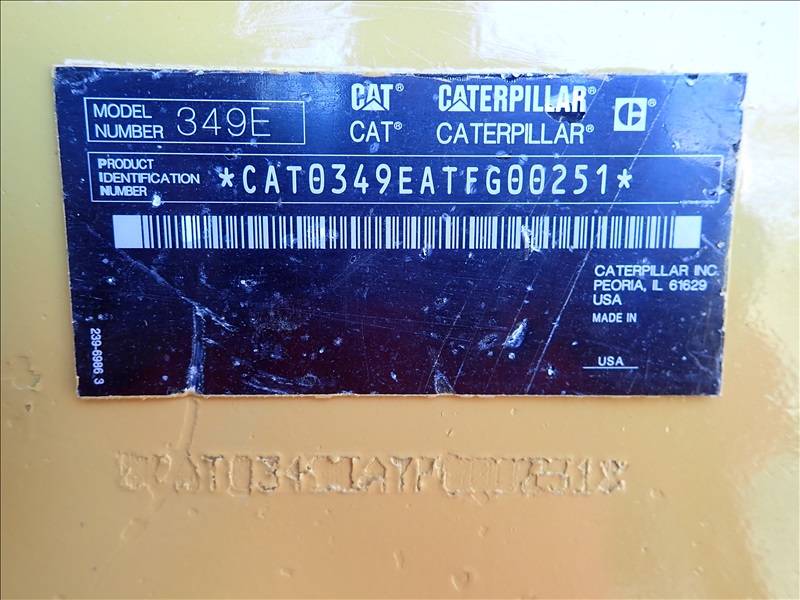 MODEL
NUMBER 349E
CAT® CATERPILLAR®
CAT® CATERPILLAR® ®
PRODUCT
IDENTIFICATION
NUMBER
*CAT0349EATFG00251*
CATERPILLAR INC.
PEORIA, IL 61629
USA
MADE IN
USA
239-6986 3